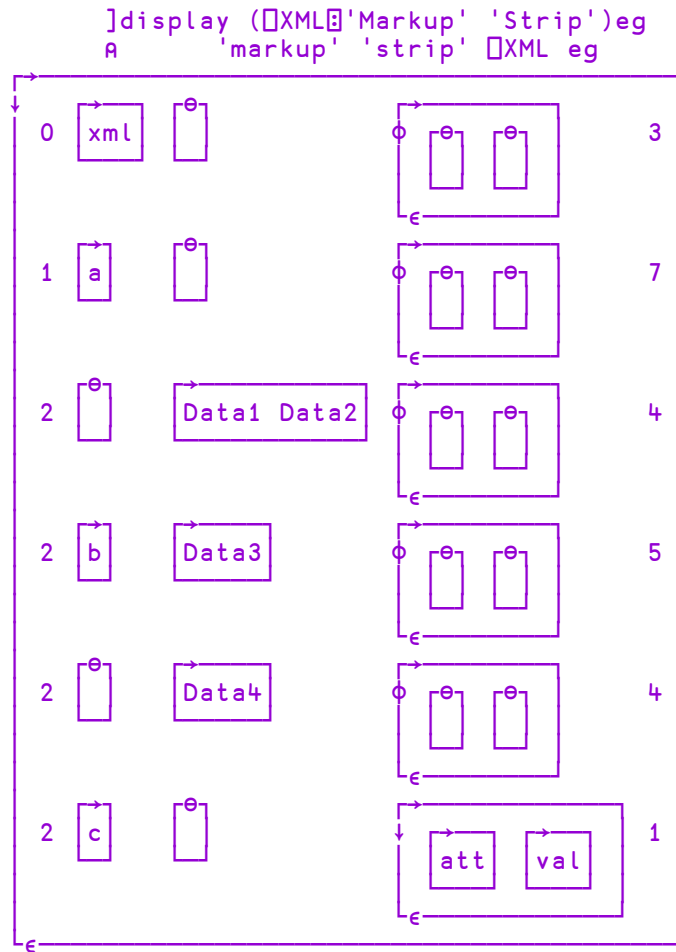 ]display (⎕XML⍠'Markup' 'Strip')eg
⍝ 'markup' 'strip' ⎕XML eg
┌→─────────────────────────────────────────
↓   ┌→──┐ ┌⊖┐           ┌→────────┐
│ 0 │xml│ │ │           ⌽ ┌⊖┐ ┌⊖┐ │     3
│   └───┘ └─┘           │ │ │ │ │ │
│                       │ └─┘ └─┘ │
│                       └∊────────┘
│   ┌→┐   ┌⊖┐           ┌→────────┐
│ 1 │a│   │ │           ⌽ ┌⊖┐ ┌⊖┐ │     7
│   └─┘   └─┘           │ │ │ │ │ │
│                       │ └─┘ └─┘ │
│                       └∊────────┘
│   ┌⊖┐   ┌→──────────┐ ┌→────────┐
│ 2 │ │   │Data1 Data2│ ⌽ ┌⊖┐ ┌⊖┐ │     4
│   └─┘   └───────────┘ │ │ │ │ │ │
│                       │ └─┘ └─┘ │
│                       └∊────────┘
│   ┌→┐   ┌→────┐       ┌→────────┐
│ 2 │b│   │Data3│       ⌽ ┌⊖┐ ┌⊖┐ │     5
│   └─┘   └─────┘       │ │ │ │ │ │
│                       │ └─┘ └─┘ │
│                       └∊────────┘
│   ┌⊖┐   ┌→────┐       ┌→────────┐
│ 2 │ │   │Data4│       ⌽ ┌⊖┐ ┌⊖┐ │     4
│   └─┘   └─────┘       │ │ │ │ │ │
│                       │ └─┘ └─┘ │
│                       └∊────────┘
│   ┌→┐   ┌⊖┐           ┌→────────────┐
│ 2 │c│   │ │           ↓ ┌→──┐ ┌→──┐ │ 1
│   └─┘   └─┘           │ │att│ │val│ │
│                       │ └───┘ └───┘ │
│                       └∊────────────┘
└∊─────────────────────────────────────────